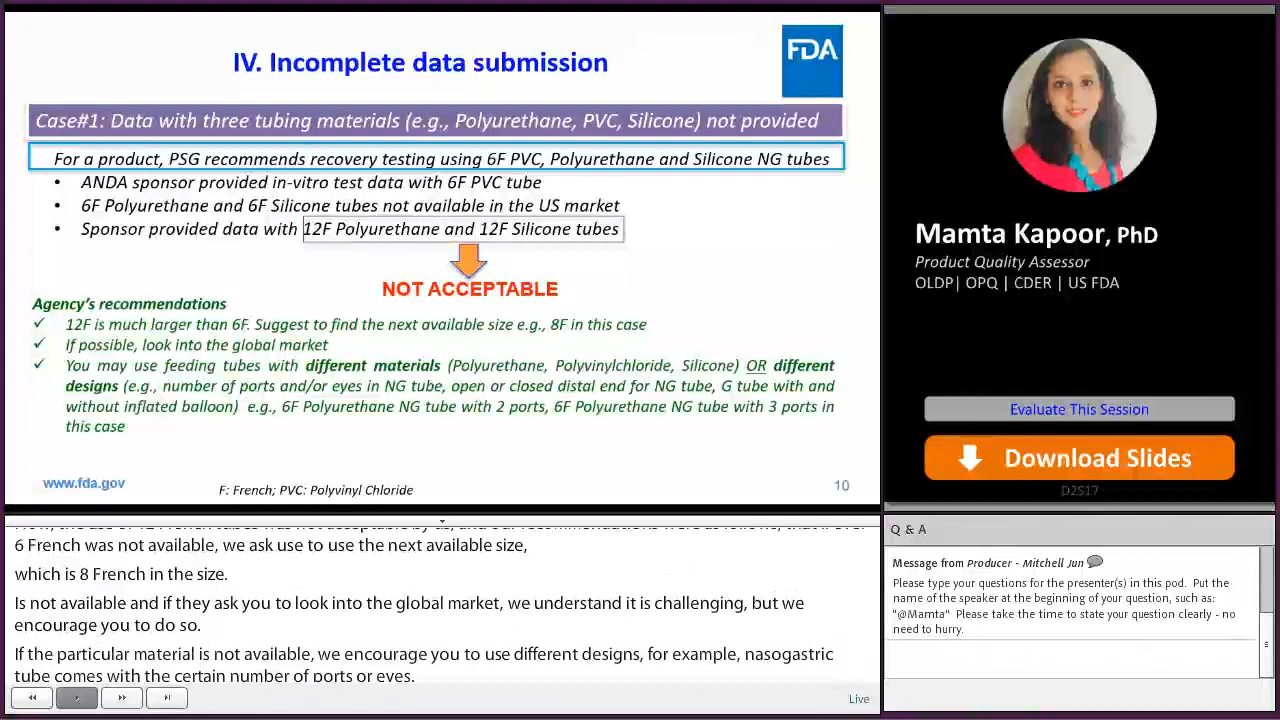 IV. Incomplete data submission
FDA
Case#1: Data with three tubing materials (e.g., Polyurethane, PVC, Silicone) not provided
For a product, PSG recommends recovery testing using 6F PVC, Polyurethane and Silicone NG tubes
• ANDA sponsor provided in-vitro test data with 6F PVC tube
• 6F Polyurethane and 6F Silicone tubes not available in the US market
• Sponsor provided data with 12F Polyurethane and 12F Silicone tubes
NOT ACCEPTABLE
Agency's recommendations
✓ 12F is much larger than 6F. Suggest to find the next available size e.g., 8F in this case
✓ If possible, look into the global market
✓ You may use feeding tubes with different materials (Polyurethane, Polyvinylchloride, Silicone) OR different
designs (e.g., number of ports and/or eyes in NG tube, open or closed distal end for NG tube, G tube with and
without inflated balloon) e.g., 6F Polyurethane NG tube with 2 ports, 6F Polyurethane NG tube with 3 ports in
this case
www.fda.gov
F: French; PVC: Polyvinyl Chloride
10
6 French was not available, we ask use to use the next available size,
which is 8 French in the size.
Is not available and if they ask you to look into the global market, we understand it is challenging, but we
encourage you to do so.
If the particular material is not available, we encourage you to use different designs, for example, nasogastric
tube comes with the certain number of ports or eyes.
Live
Mamta Kapoor, PhD
Product Quality Assessor
OLDP| OPQ | CDER | US FDA
Evaluate This Session
Download Slides
D2S17
Q & A
Message from Producer - Mitchell Jun
Please type your questions for the presenter(s) in this pod. Put the
name of the speaker at the beginning of your question, such as:
"@Mamta" Please take the time to state your question clearly - no
need to hurry.